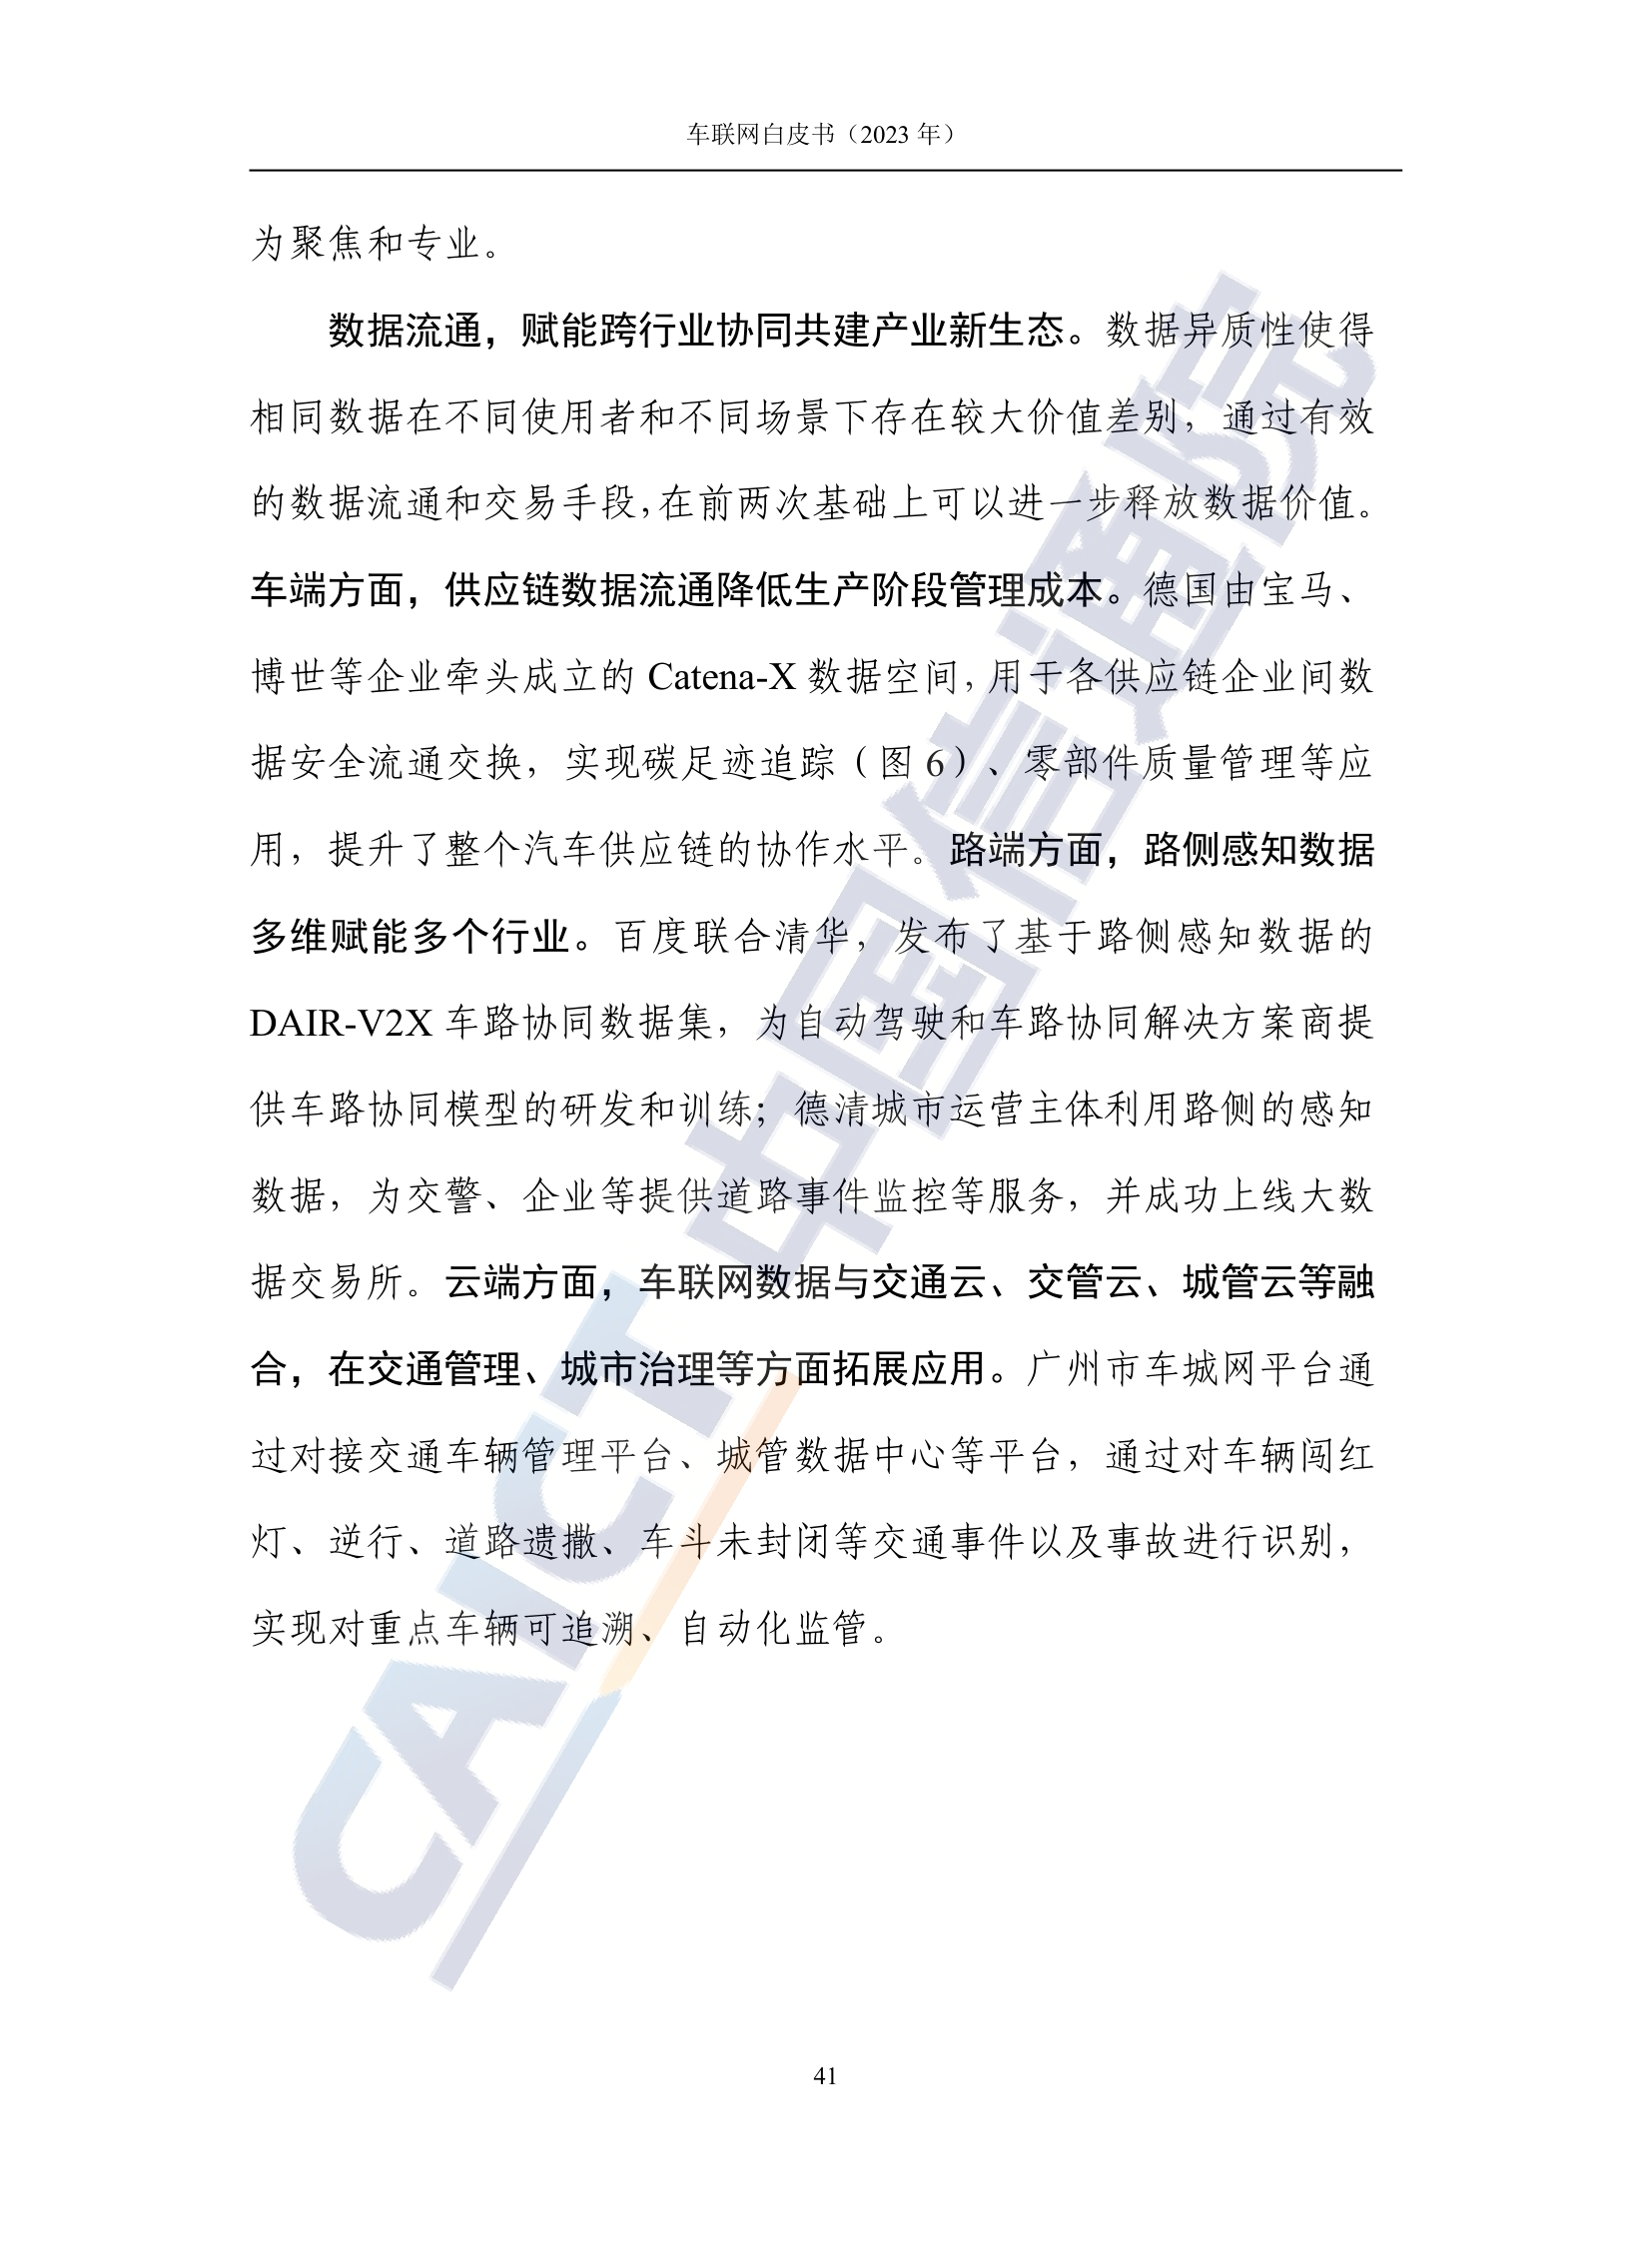 车联网白皮书（2023 年）
为聚焦和专业。
数据流通，赋能跨行业协同共建产业新生态。数据异质性使得
相同数据在不同使用者和不同场景下存在较大价值差别，通过有效
的数据流通和交易手段，在前两次基础上可以进一步释放数据价值。
车端方面，供应链数据流通降低生产阶段管理成本。德国由宝马、
博世等企业牵头成立的 Catena-X 数据空间，用于各供应链企业间数
据安全流通交换，实现碳足迹追踪（图 6）、零部件质量管理等应
用，提升了整个汽车供应链的协作水平。路端方面，路侧感知数据
多维赋能多个行业。百度联合清华，发布了基于路侧感知数据的
DAIR-V2X 车路协同数据集，为自动驾驶和车路协同解决方案商提
供车路协同模型的研发和训练；德清城市运营主体利用路侧的感知
数据，为交警、企业等提供道路事件监控等服务，并成功上线大数
据交易所。云端方面，车联网数据与交通云、交管云、城管云等融
合，在交通管理、城市治理等方面拓展应用。广州市车城网平台通
过对接交通车辆管理平台、城管数据中心等平台，通过对车辆闯红
灯、逆行、道路遗撒、车斗未封闭等交通事件以及事故进行识别，
实现对重点车辆可追溯、自动化监管。
CAICT 中国信通院
41